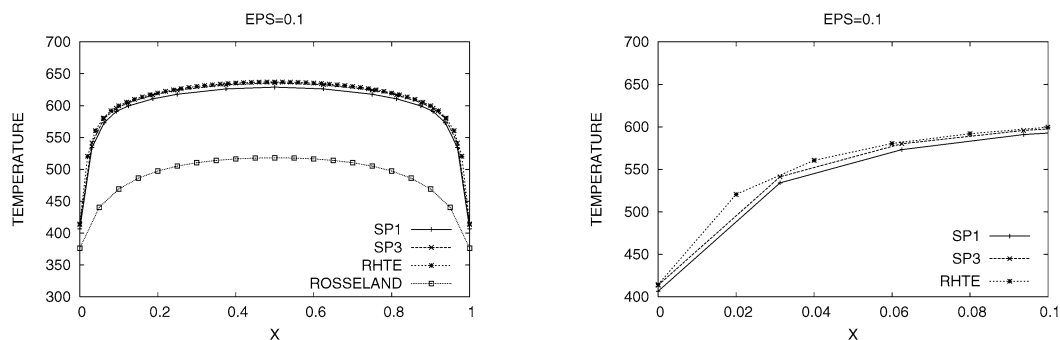 EPS=0.1
700
650
600
550
500
450
400
350
300
TEMPERATURE
SP1
SP3
RHTE
ROSSELAND
0 0.2 0.4 0.6 0.8 1
X
EPS=0.1
700
650
600
550
500
450
400
TEMPERATURE
SP1
SP3
RHTE
0 0.02 0.04 0.06 0.08 0.1
X